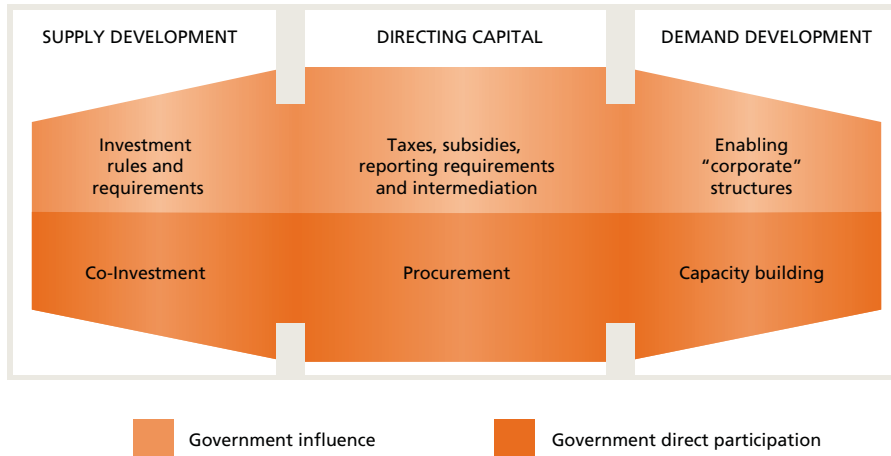 SUPPLY DEVELOPMENT
DIRECTING CAPITAL
DEMAND DEVELOPMENT
Investment
rules and
requirements
Taxes, subsidies,
reporting requirements
and intermediation
Enabling
“corporate”
structures
Co-Investment
Procurement
Capacity building
Government influence
Government direct participation